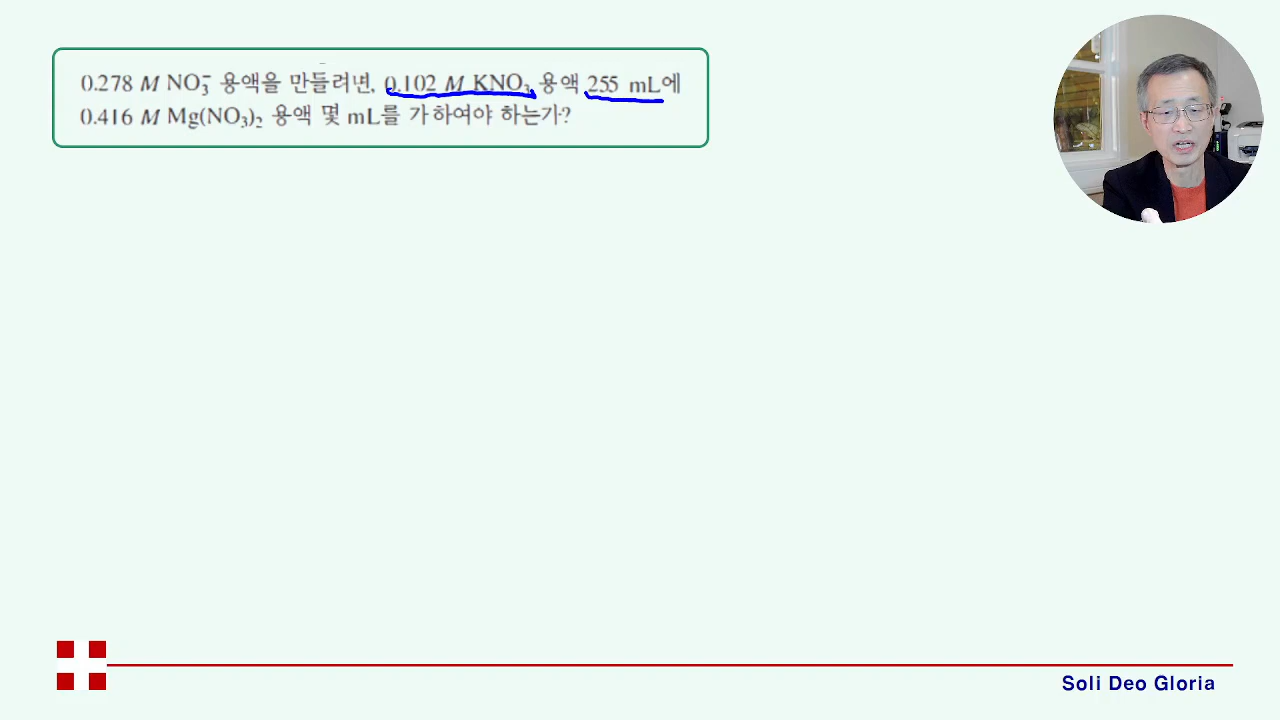 0.278 M NO₃⁻ 용액을 만들려면, 0.102 M KNO₃ 용액 255 mL에
0.416 M Mg(NO₃)₂ 용액 몇 mL를 가하여야 하는가?
Soli Deo Gloria